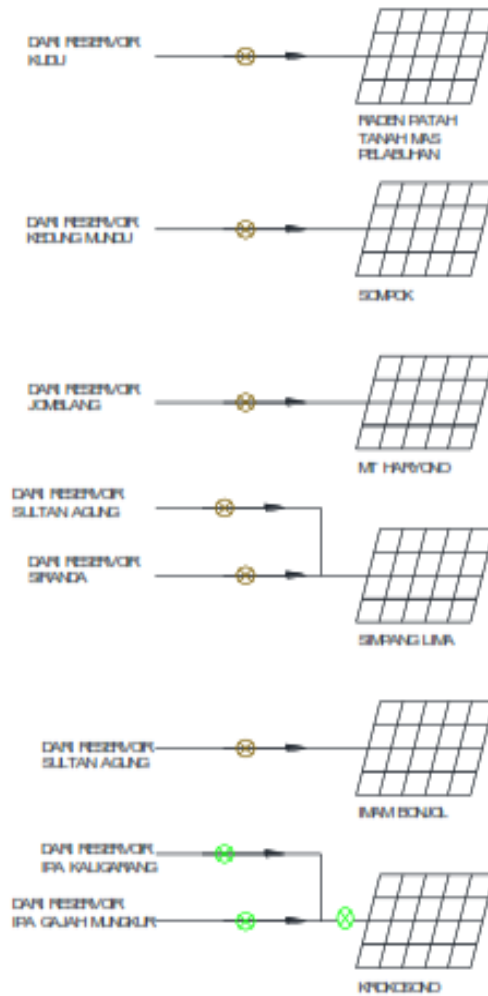 DARI RESERVOIR
KUDU
RADEN PATAH
TANAH MAS
PELABUHAN
DARI RESERVOIR
KEDUNG MUNDU
SOMPOK
DARI RESERVOIR
JOMBLANG
MT HARYONO
DARI RESERVOIR
SULTAN AGUNG
DARI RESERVOIR
SIRANDA
SIMPANG LIMA
DARI RESERVOIR
SULTAN AGUNG
IMAM BONJOL
DARI RESERVOIR
IPA KALIGARANG
DARI RESERVOIR
IPA GAJAH MUNGKUR
KROKOSONO